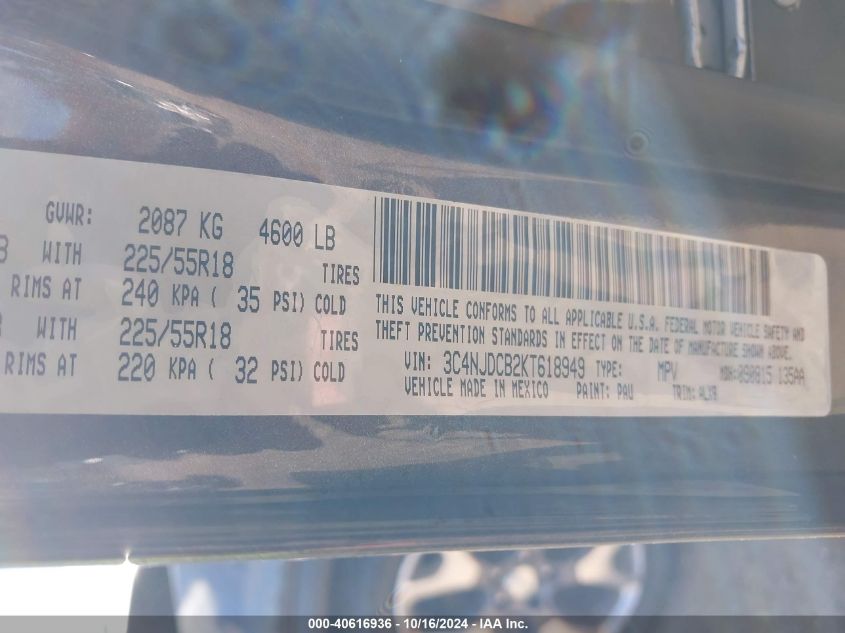 GVWR: 2087 KG 4600 LB
WITH 225/55R18 TIRES
RIMS AT 240 KPA ( 35 PSI) COLD
WITH 225/55R18 TIRES
RIMS AT 220 KPA ( 32 PSI) COLD
THIS VEHICLE CONFORMS TO ALL APPLICABLE U.S.A. FEDERAL MOTOR VEHICLE SAFETY AND
THEFT PREVENTION STANDARDS IN EFFECT ON THE DATE OF MANUFACTURE SHOWN ABOVE.
VIN: 3C4NJDCB2KT618949 TYPE: MPV
VEHICLE MADE IN MEXICO PAINT: PAU TRIM:
000-40616936 - 10/16/2024 - IAA Inc.